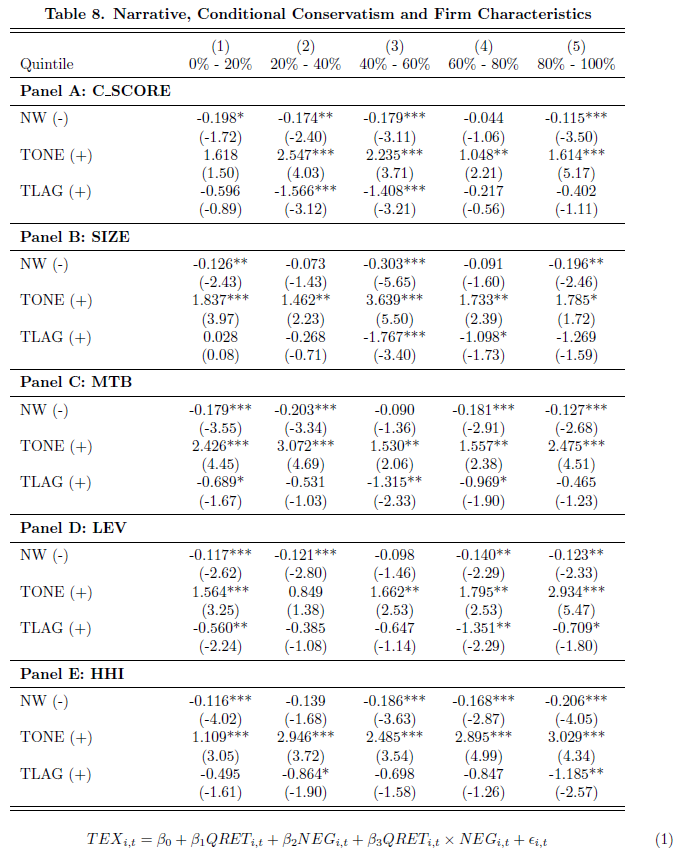 Table 8. Narrative, Conditional Conservatism and Firm Characteristics
(1) (2) (3) (4) (5)
Quintile 0% - 20% 20% - 40% 40% - 60% 60% - 80% 80% - 100%
Panel A: C_SCORE
NW (-) -0.198* -0.174** -0.179*** -0.044 -0.115***
(-1.72) (-2.40) (-3.11) (-1.06) (-3.50)
TONE (+) 1.618 2.547*** 2.235*** 1.048** 1.614***
(1.50) (4.03) (3.71) (2.21) (5.17)
TLAG (+) -0.596 -1.566*** -1.408*** -0.217 -0.402
(-0.89) (-3.12) (-3.21) (-0.56) (-1.11)
Panel B: SIZE
NW (-) -0.126** -0.073 -0.303*** -0.091 -0.196**
(-2.43) (-1.43) (-5.65) (-1.60) (-2.46)
TONE (+) 1.837*** 1.462** 3.639*** 1.733** 1.785*
(3.97) (2.23) (5.50) (2.39) (1.72)
TLAG (+) 0.028 -0.268 -1.767*** -1.098* -1.269
(0.08) (-0.71) (-3.40) (-1.73) (-1.59)
Panel C: MTB
NW (-) -0.179*** -0.203*** -0.090 -0.181*** -0.127***
(-3.55) (-3.34) (-1.36) (-2.91) (-2.68)
TONE (+) 2.426*** 3.072*** 1.530** 1.557** 2.475***
(4.45) (4.69) (2.06) (2.38) (4.51)
TLAG (+) -0.689* -0.531 -1.315** -0.969* -0.465
(-1.67) (-1.03) (-2.33) (-1.90) (-1.23)
Panel D: LEV
NW (-) -0.117*** -0.121*** -0.098 -0.140** -0.123**
(-2.62) (-2.80) (-1.46) (-2.29) (-2.33)
TONE (+) 1.564*** 0.849 1.662** 1.795** 2.934***
(3.25) (1.38) (2.53) (2.53) (5.47)
TLAG (+) -0.560** -0.385 -0.647 -1.351** -0.709*
(-2.24) (-1.08) (-1.14) (-2.29) (-1.80)
Panel E: HHI
NW (-) -0.116*** -0.139 -0.186*** -0.168*** -0.206***
(-4.02) (-1.68) (-3.63) (-2.87) (-4.05)
TONE (+) 1.109*** 2.946*** 2.485*** 2.895*** 3.029***
(3.05) (3.72) (3.54) (4.99) (4.34)
TLAG (+) -0.495 -0.864* -0.698 -0.847 -1.185**
(-1.61) (-1.90) (-1.58) (-1.26) (-2.57)
TEX_{i,t} = β_0 + β_1QRET_{i,t} + β_2NEG_{i,t} + β_3QRET_{i,t} × NEG_{i,t} + ϵ_{i,t} (1)